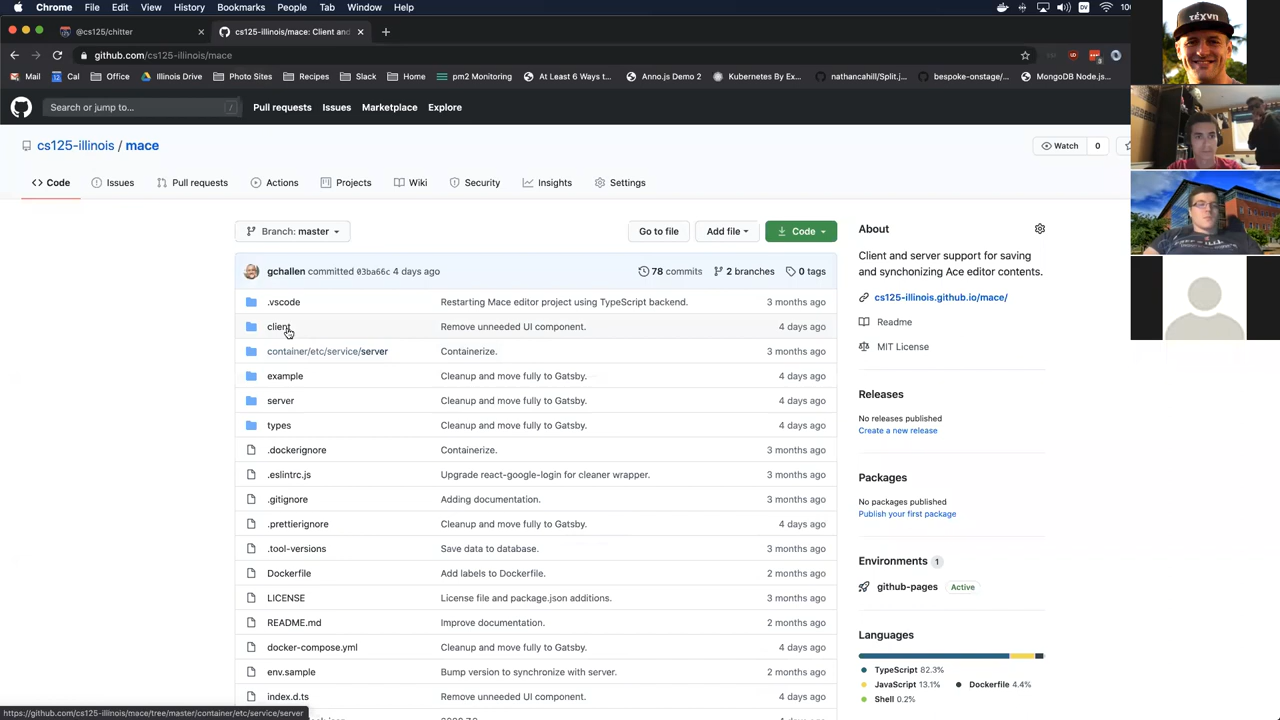 Chrome File Edit View History Bookmarks People Tab Window Help
DV 10
@cs125/chitter × cs125-illinois/mace: Client and × +
github.com/cs125-illinois/mace
Mail Cal Office Illinois Drive Photo Sites Recipes Slack Home pm2 Monitoring At Least 6 Ways t... Anno.js Demo 2 Kubernetes By Ex... nathancahill/Split.j... bespoke-onstage/... MongoDB Node.js...
Search or jump to... / Pull requests Issues Marketplace Explore
cs125-illinois / mace
Watch 0
Code Issues Pull requests Actions Projects Wiki Security Insights Settings
Branch: master Go to file Add file Code
gchallen committed 03ba66c 4 days ago 78 commits 2 branches 0 tags
.vscode Restarting Mace editor project using TypeScript backend. 3 months ago
client Remove unneeded UI component. 4 days ago
container/etc/service/server Containerize. 3 months ago
example Cleanup and move fully to Gatsby. 4 days ago
server Cleanup and move fully to Gatsby. 4 days ago
types Cleanup and move fully to Gatsby. 4 days ago
.dockerignore Containerize. 3 months ago
.eslintrc.js Upgrade react-google-login for cleaner wrapper. 3 months ago
.gitignore Adding documentation. 3 months ago
.prettierignore Cleanup and move fully to Gatsby. 4 days ago
.tool-versions Save data to database. 3 months ago
Dockerfile Add labels to Dockerfile. 2 months ago
LICENSE License file and package.json additions. 3 months ago
README.md Improve documentation. 2 months ago
docker-compose.yml Cleanup and move fully to Gatsby. 4 days ago
env.sample Bump version to synchronize with server. 2 months ago
index.d.ts Remove unneeded UI component. 4 days ago
About
Client and server support for saving
and synchonizing Ace editor contents.
cs125-illinois.github.io/mace/
Readme
MIT License
Releases
No releases published
Create a new release
Packages
No packages published
Publish your first package
Environments 1
github-pages Active
Languages
TypeScript 82.3%
JavaScript 13.1% Dockerfile 4.4%
Shell 0.2%
https://github.com/cs125-illinois/mace/tree/master/container/etc/service/server
τέχνη